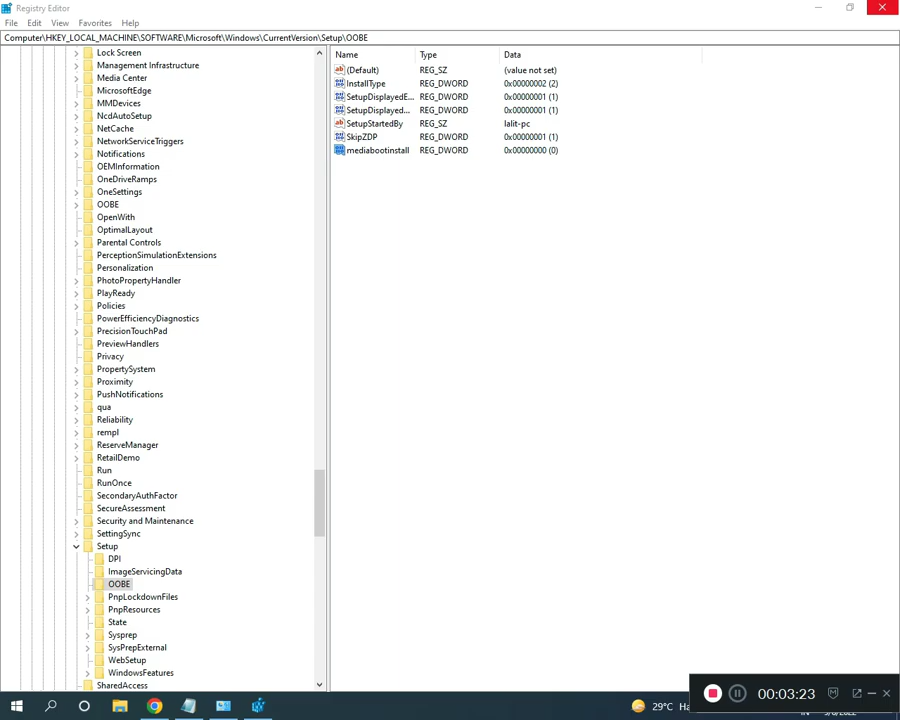 Registry Editor
File Edit View Favorites Help
Computer\HKEY_LOCAL_MACHINE\SOFTWARE\Microsoft\Windows\CurrentVersion\Setup\OOBE
Lock Screen
Management Infrastructure
Media Center
MicrosoftEdge
MMDevices
NcdAutoSetup
NetCache
NetworkServiceTriggers
Notifications
OEMInformation
OneDriveRamps
OneSettings
OOBE
OpenWith
OptimalLayout
Parental Controls
PerceptionSimulationExtensions
Personalization
PhotoPropertyHandler
PlayReady
Policies
PowerEfficiencyDiagnostics
PrecisionTouchPad
PreviewHandlers
Privacy
PropertySystem
Proximity
PushNotifications
qua
Reliability
rempl
ReserveManager
RetailDemo
Run
RunOnce
SecondaryAuthFactor
SecureAssessment
Security and Maintenance
SettingSync
Setup
DPI
ImageServicingData
OOBE
PnpLockdownFiles
PnpResources
State
Sysprep
SysPrepExternal
WebSetup
WindowsFeatures
SharedAccess
Name Type Data
(Default) REG_SZ (value not set)
InstallType REG_DWORD 0x00000002 (2)
SetupDisplayedE... REG_DWORD 0x00000001 (1)
SetupDisplayed... REG_DWORD 0x00000001 (1)
SetupStartedBy REG_SZ lalit-pc
SkipZDP REG_DWORD 0x00000001 (1)
mediabootinstall REG_DWORD 0x00000000 (0)
00:03:23
29°C Ha
IN